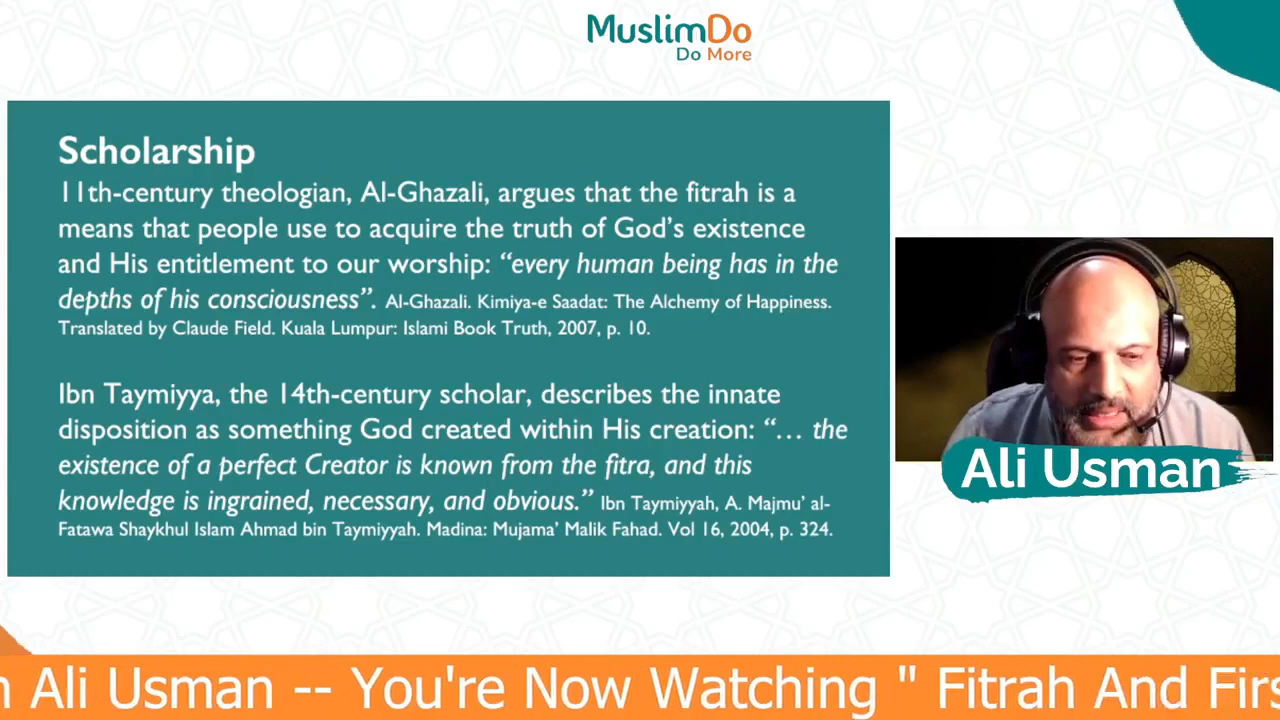 MuslimDo
Do More
Scholarship
11th-century theologian, Al-Ghazali, argues that the fitrah is a
means that people use to acquire the truth of God’s existence
and His entitlement to our worship: “every human being has in the
depths of his consciousness”. Al-Ghazali. Kimiya-e Saadat: The Alchemy of Happiness.
Translated by Claude Field. Kuala Lumpur: Islami Book Truth, 2007, p. 10.
Ibn Taymiyya, the 14th-century scholar, describes the innate
disposition as something God created within His creation: “… the
existence of a perfect Creator is known from the fitra, and this
knowledge is ingrained, necessary, and obvious.” Ibn Taymiyyah, A. Majmu’ al-
Fatawa Shaykhul Islam Ahmad bin Taymiyyah. Madina: Mujama’ Malik Fahad. Vol 16, 2004, p. 324.
Ali Usman
Ali Usman -- You're Now Watching " Fitrah And